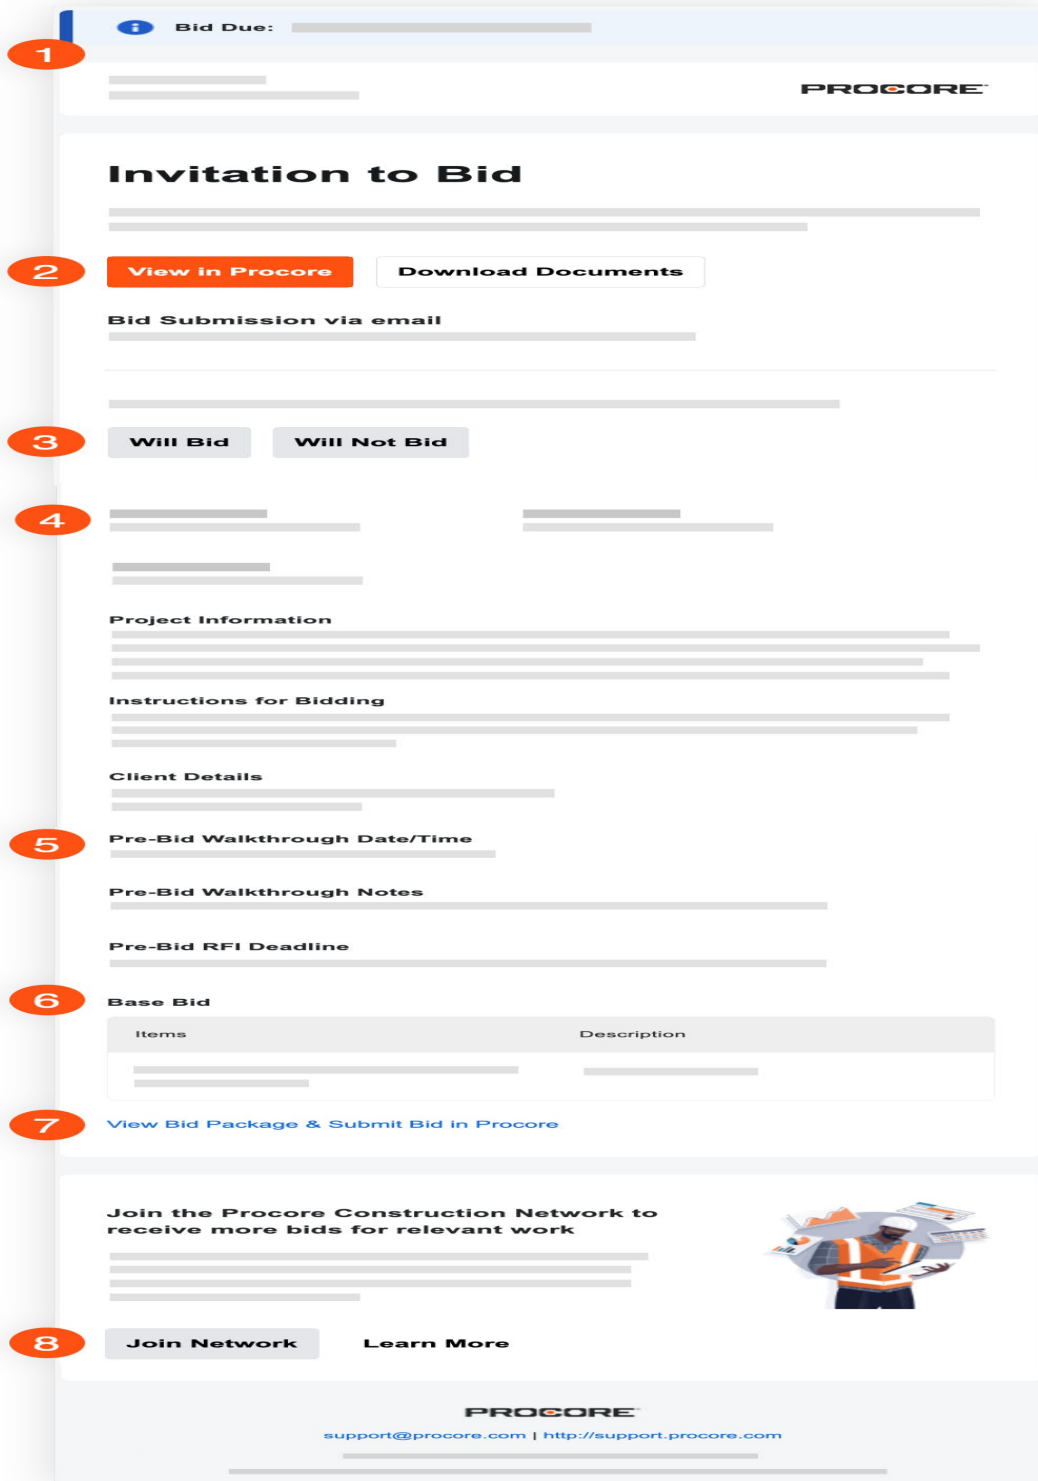 Bid Due:
1
PROCORE
Invitation to Bid
2
View in Procore
Download Documents
Bid Submission via email
3
Will Bid
Will Not Bid
4
Project Information
Instructions for Bidding
Client Details
5
Pre-Bid Walkthrough Date/Time
Pre-Bid Walkthrough Notes
Pre-Bid RFI Deadline
6
Base Bid
Items
Description
7
View Bid Package & Submit Bid in Procore
Join the Procore Construction Network to
receive more bids for relevant work
8
Join Network
Learn More
PROCORE
support@procore.com | http://support.procore.com